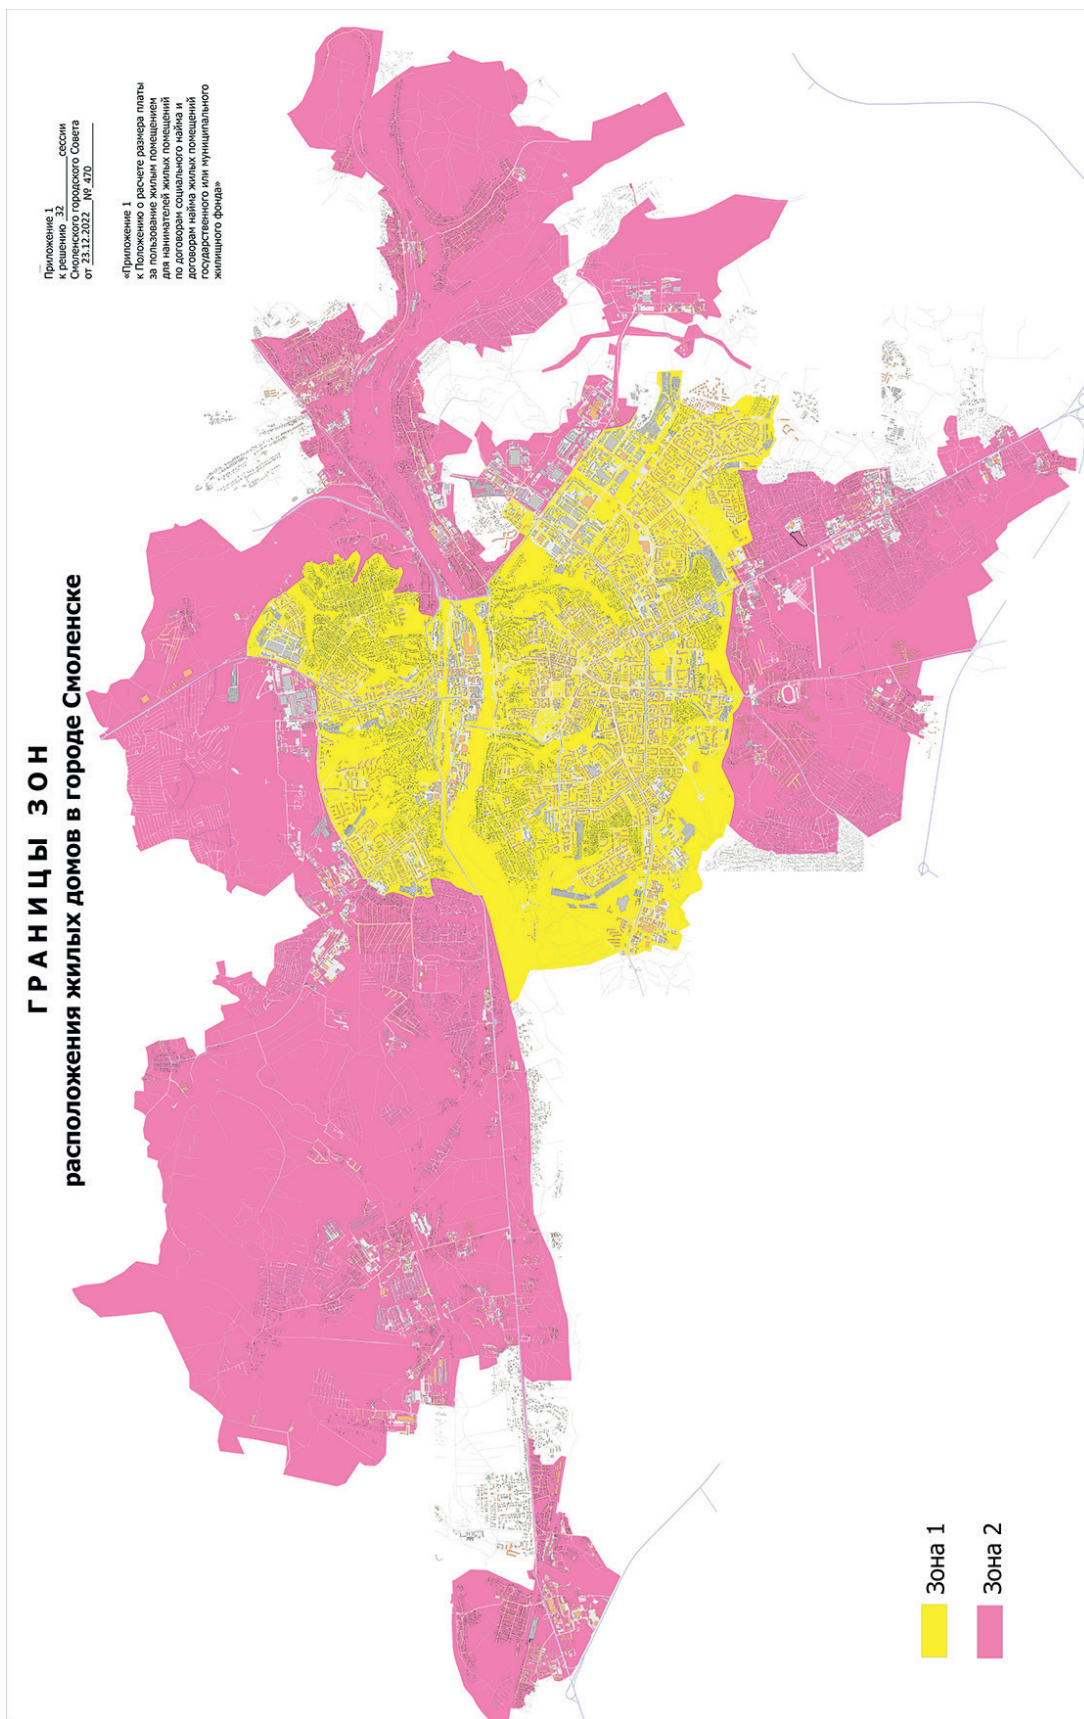 Приложение 1
к решению 32 сессии
Смоленского городского Совета
от 23.12.2022 № 470
«Приложение 1
к Положению о расчете размера платы
за пользование жилым помещением
для нанимателей жилых помещений
по договорам социального найма и
договорам найма жилых помещений
государственного или муниципального
жилищного фонда»
ГРАНИЦЫ ЗОН
расположения жилых домов в городе Смоленске
Зона 1
Зона 2